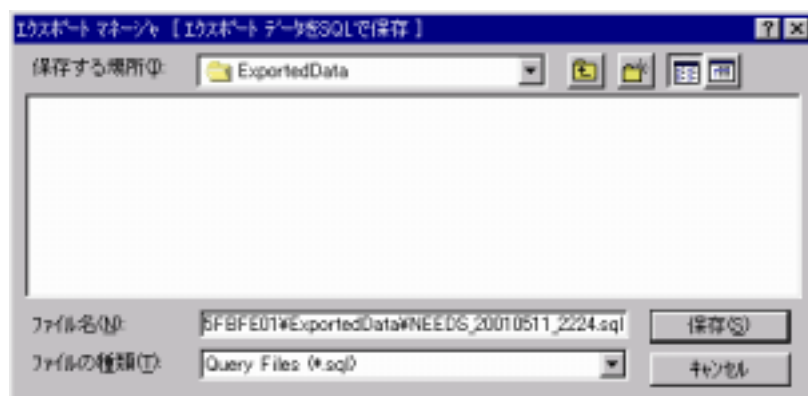 エクスポート マネージャ [ エクスポート データをSQLで保存 ]
保存する場所(I): ExportedData
ファイル名(N): 5FBFE01¥ExportedData¥NEEDS_20010511_2224.sql 保存(S)
ファイルの種類(T): Query Files (*.sql) キャンセル